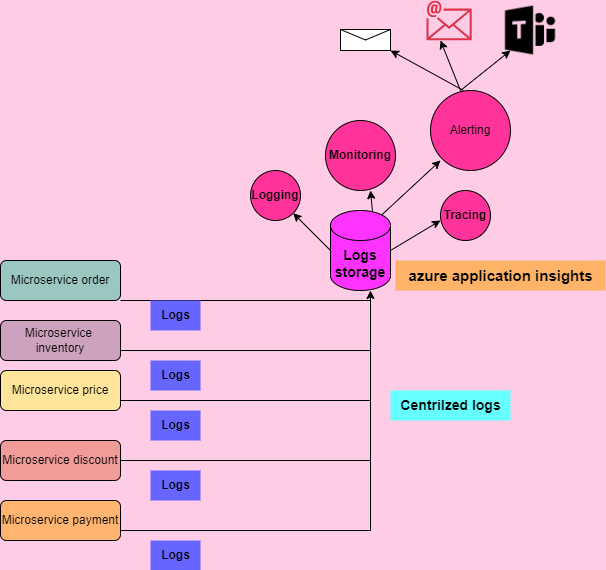 @
T
Alerting
Monitoring
Logging
Tracing
Logs
storage
azure application insights
Microservice order
Logs
Microservice
inventory
Logs
Microservice price
Centrilzed logs
Logs
Microservice discount
Logs
Microservice payment
Logs